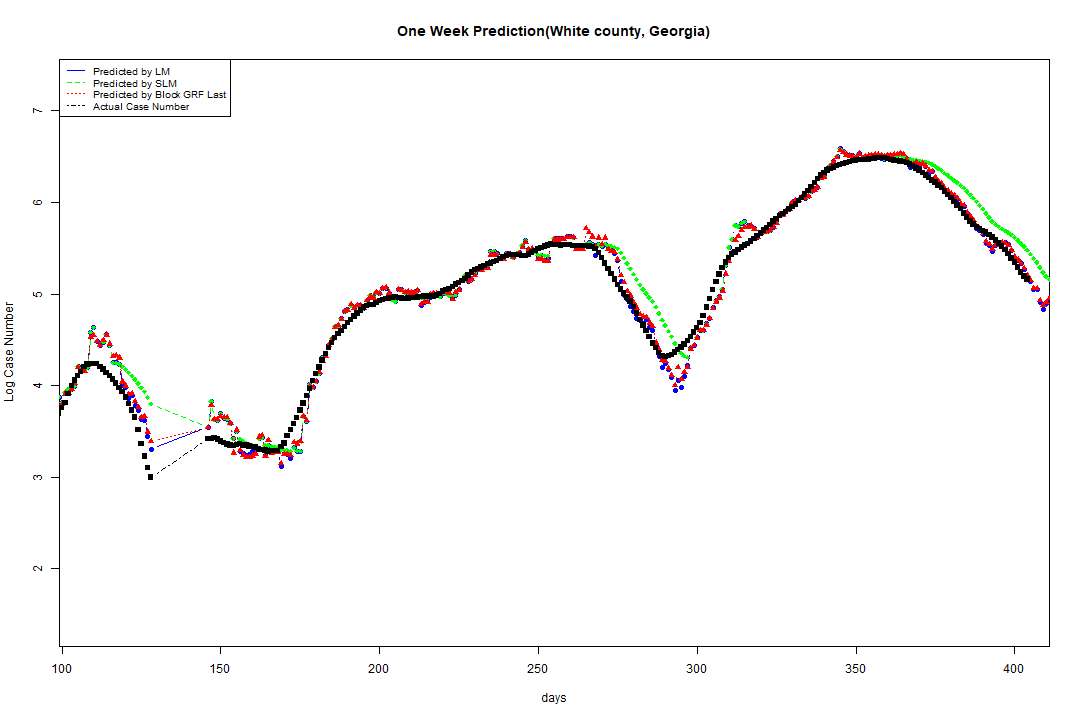 One Week Prediction(White county, Georgia)
Predicted by LM
Predicted by SLM
Predicted by Block GRF Last
Actual Case Number
7
6
5
4
3
2
Log Case Number
100 150 200 250 300 350 400
days